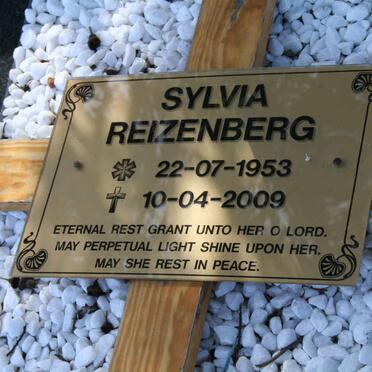 SYLVIA
REIZENBERG
22-07-1953
10-04-2009
ETERNAL REST GRANT UNTO HER O LORD.
MAY PERPETUAL LIGHT SHINE UPON HER.
MAY SHE REST IN PEACE.